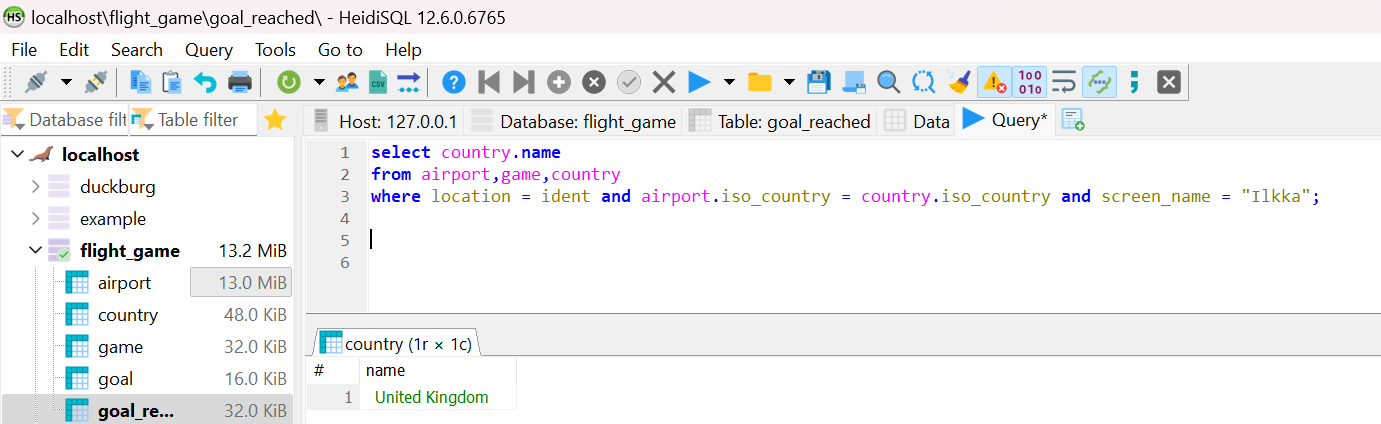 HS localhost\flight_game\goal_reached\ - HeidiSQL 12.6.0.6765
File Edit Search Query Tools Go to Help
CSV ? 100 010 ;
Database filt Table filter Host: 127.0.0.1 Database: flight_game Table: goal_reached Data Query*
localhost
duckburg
example
flight_game 13.2 MiB
airport 13.0 MiB
country 48.0 KiB
game 32.0 KiB
goal 16.0 KiB
goal_re... 32.0 KiB
1 select country.name
2 from airport,game,country
3 where location = ident and airport.iso_country = country.iso_country and screen_name = "Ilkka";
4
5
6
country (1r × 1c)
# name
1 United Kingdom